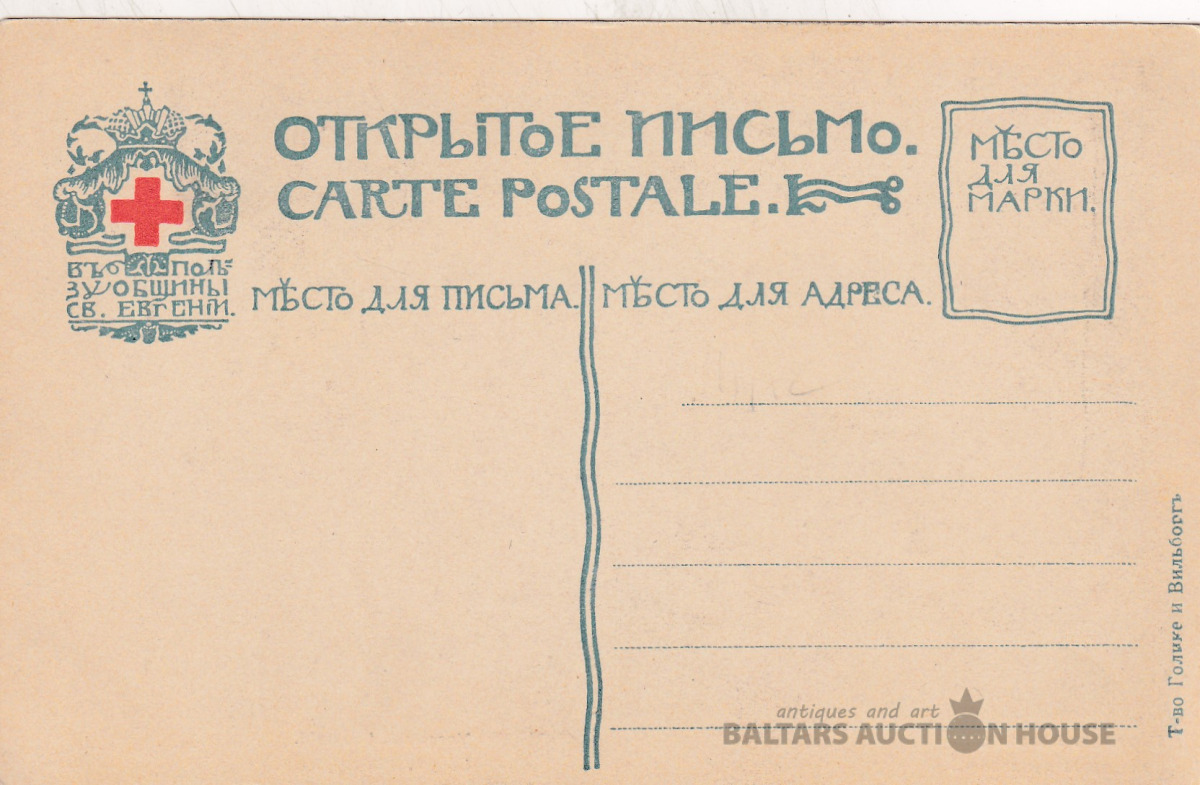 ОТКРЫТОЕ ПИСЬМО.
CARTE POSTALE.
МѢСТО
ДЛЯ
МАРКИ.
ВЪ ПОЛЬ=
ЗУ ОБЩИНЫ
СВ. ЕВГЕНІИ.
МѢСТО ДЛЯ ПИСЬМА.
МѢСТО ДЛЯ АДРЕСА.
Т-во Голике и Вильборгъ
antiques and art
BALTARS AUCTION HOUSE